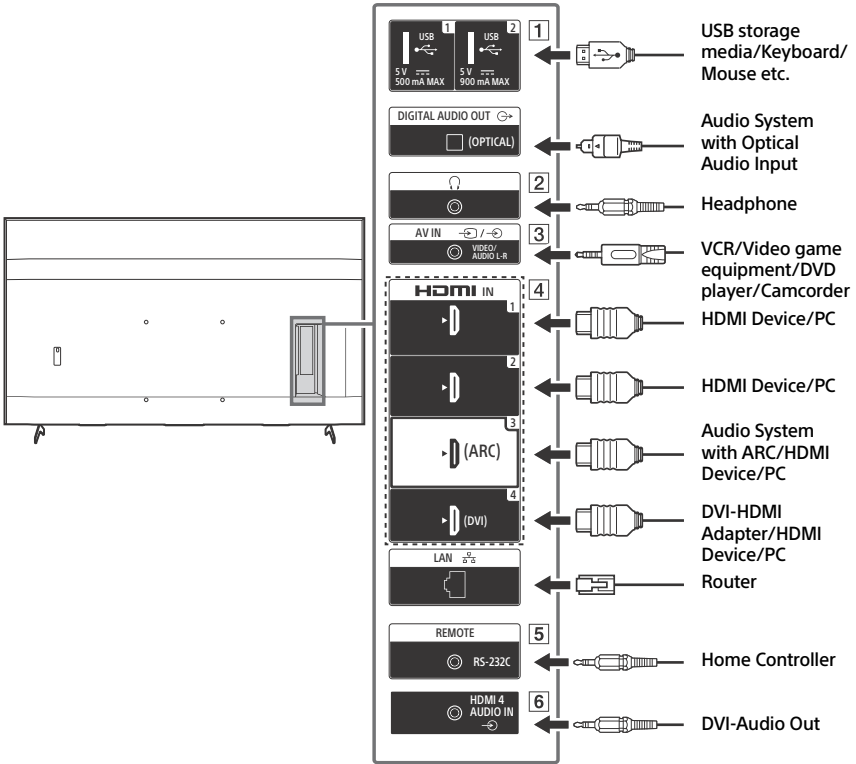 1
USB
5 V
500 mA MAX
2
USB
5 V
900 mA MAX
1
USB storage
media/Keyboard/
Mouse etc.
DIGITAL AUDIO OUT
(OPTICAL)
Audio System
with Optical
Audio Input
2
Headphone
AV IN
/
3
VIDEO/
AUDIO L-R
VCR/Video game
equipment/DVD
player/Camcorder
HDMI IN
4
1
HDMI Device/PC
2
HDMI Device/PC
3
(ARC)
Audio System
with ARC/HDMI
Device/PC
4
(DVI)
DVI-HDMI
Adapter/HDMI
Device/PC
LAN
Router
REMOTE
5
RS-232C
Home Controller
HDMI 4
AUDIO IN
6
DVI-Audio Out